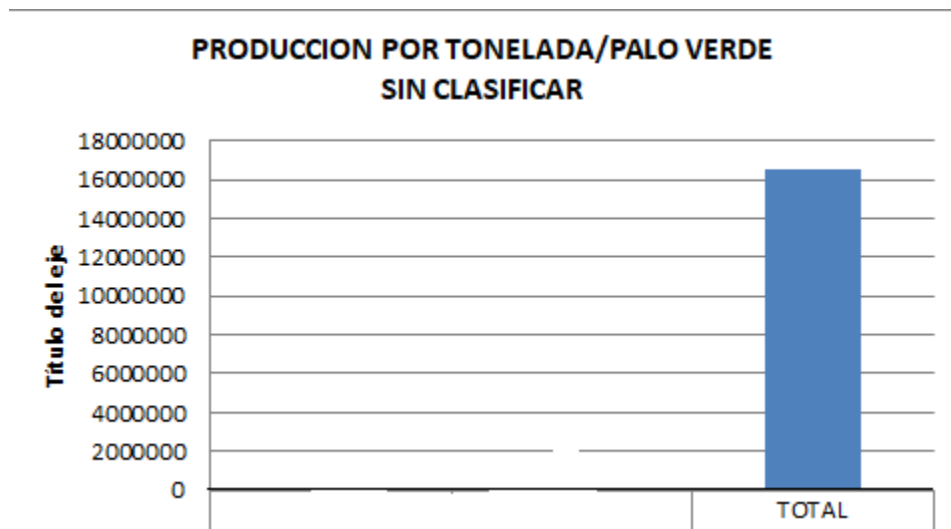 PRODUCCION POR TONELADA/PALO VERDE
SIN CLASIFICAR
18000000
16000000
14000000
12000000
10000000
8000000
6000000
4000000
2000000
0
Título del eje
TOTAL